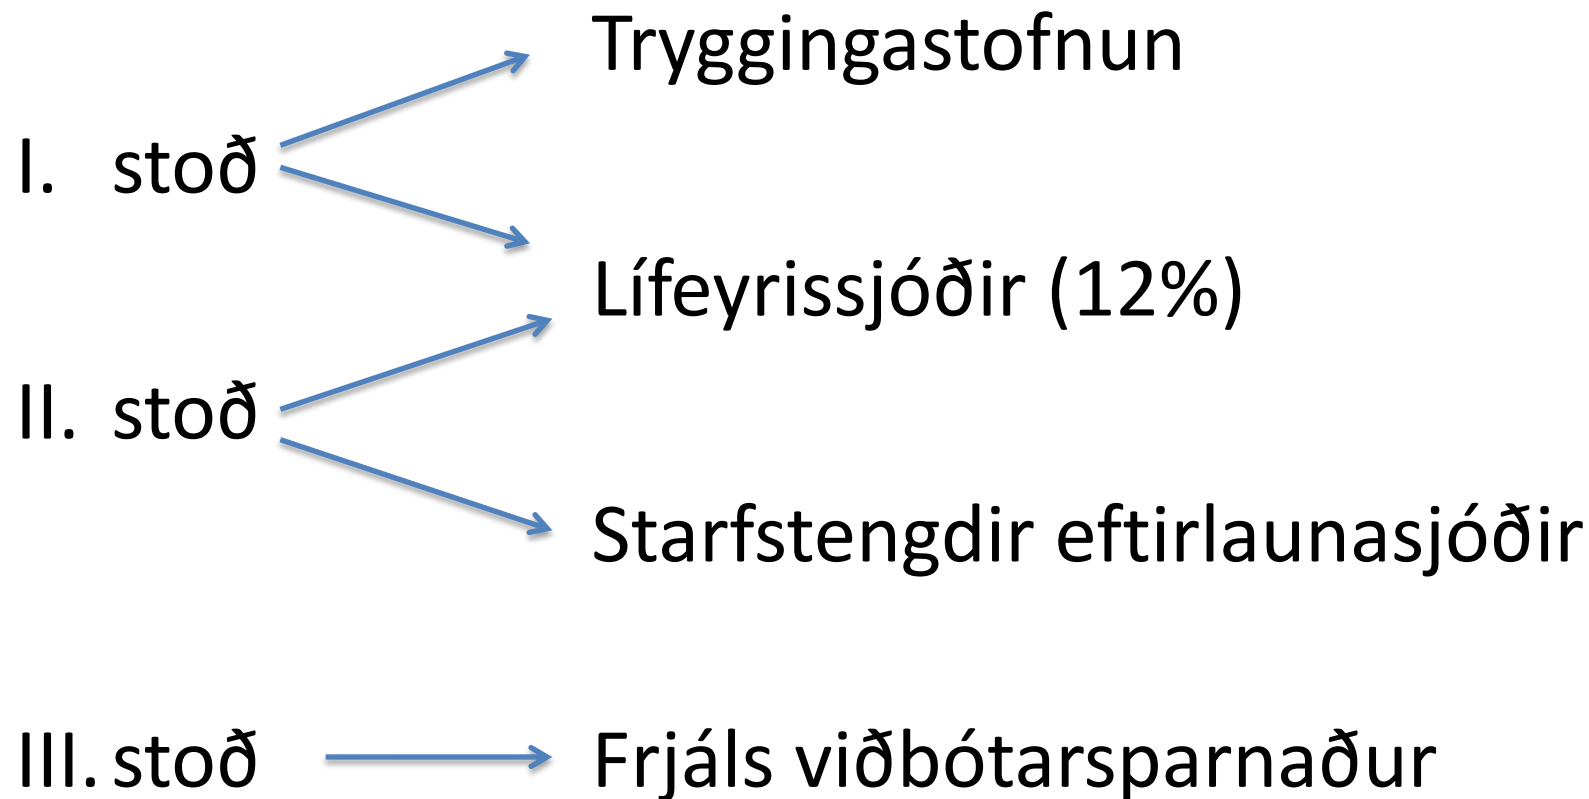 Tryggingastofnun
I. stoð
Lífeyrissjóðir (12%)
II. stoð
Starfstengdir eftirlaunasjóðir
III. stoð
Frjáls viðbótarsparnaður